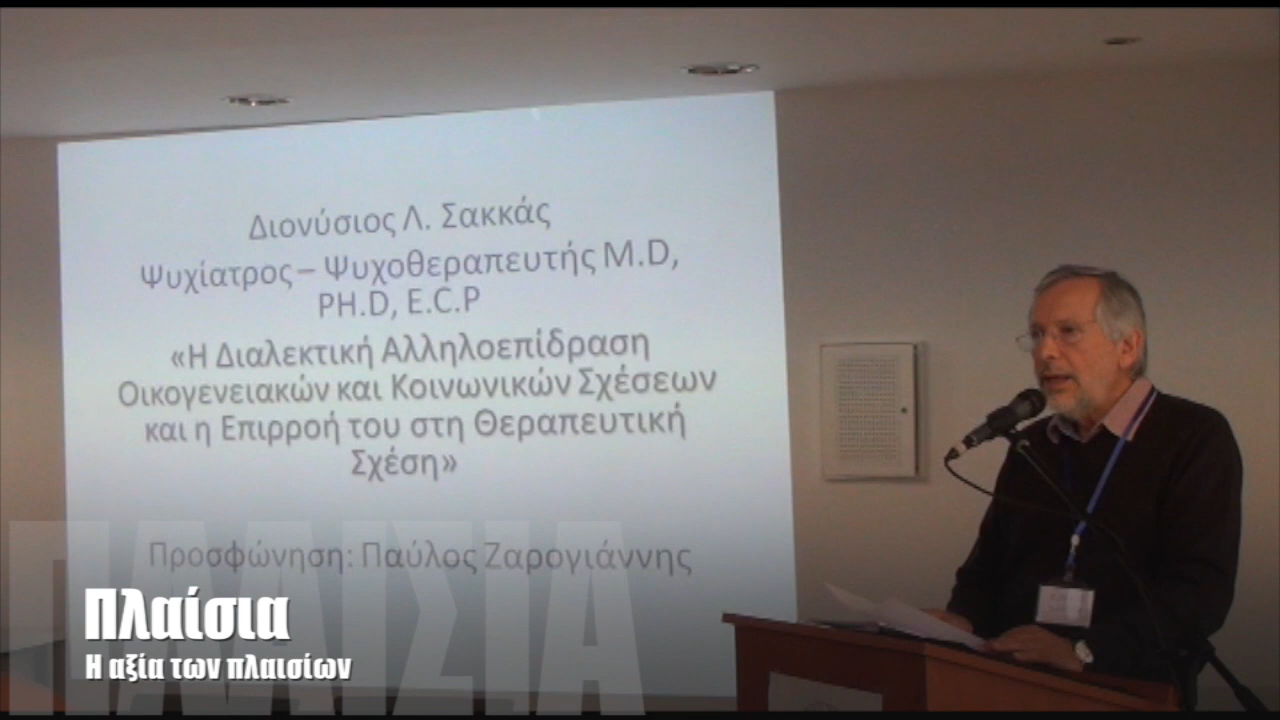 Διονύσιος Λ. Σακκάς
Ψυχίατρος – Ψυχοθεραπευτής M.D,
PH.D, E.C.P
«Η Διαλεκτική Αλληλοεπίδραση
Οικογενειακών και Κοινωνικών Σχέσεων
και η Επιρροή του στη Θεραπευτική
Σχέση»
Προσφώνηση: Παύλος Ζαρογιάννης
ΠΛΑΙΣΙΑ
Πλαίσια
Η αξία των πλαισίων